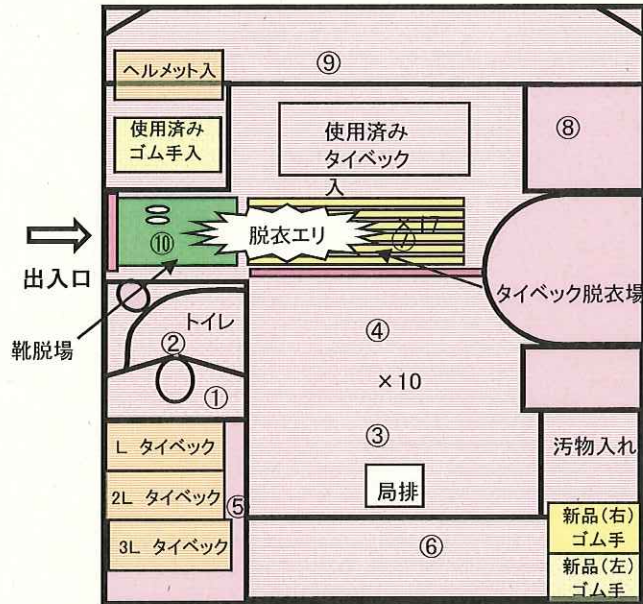 ヘルメット入
⑨
使用済み
ゴム手入
使用済み
タイベック
入
⑧
⑩
脱衣エリ
×17
⑦
出入口
タイベック脱衣場
靴脱場
トイレ
②
①
④
×10
③
局排
汚物入れ
L タイベック
2L タイベック
3L タイベック
⑤
⑥
新品(右)
ゴム手
新品(左)
ゴム手